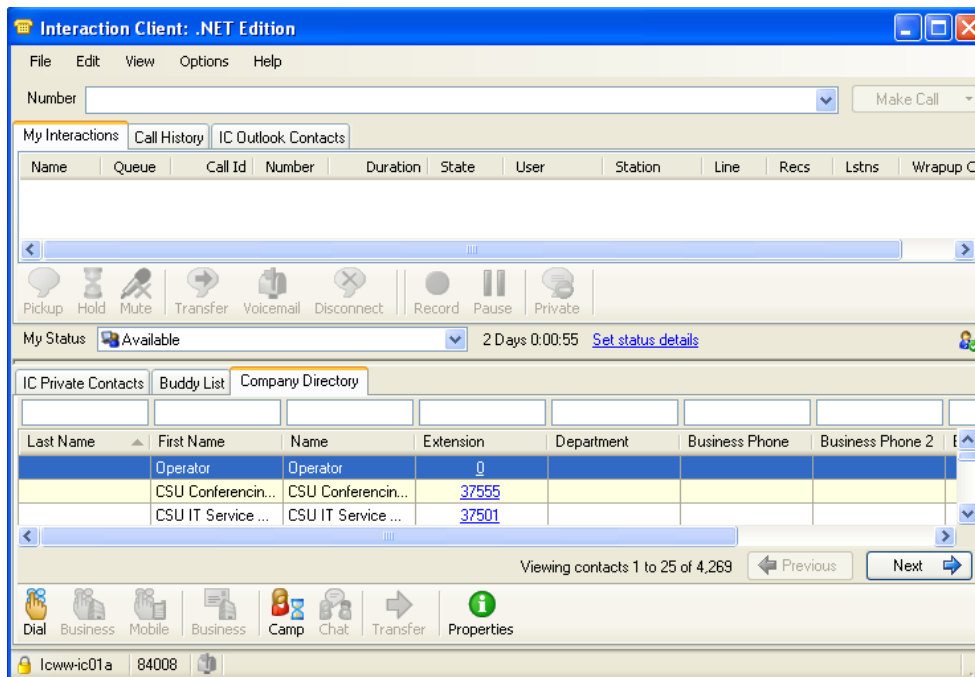 Interaction Client: .NET Edition
File Edit View Options Help
Number Make Call
My Interactions Call History IC Outlook Contacts
Name Queue Call Id Number Duration State User Station Line Recs Lstns Wrapup C
Pickup Hold Mute Transfer Voicemail Disconnect Record Pause Private
My Status Available 2 Days 0:00:55 Set status details
IC Private Contacts Buddy List Company Directory
Last Name First Name Name Extension Department Business Phone Business Phone 2
Operator Operator 0
CSU Conferencin... CSU Conferencin... 37555
CSU IT Service ... CSU IT Service ... 37501
Viewing contacts 1 to 25 of 4,269 Previous Next
Dial Business Mobile Business Camp Chat Transfer Properties
lcww-ic01a 84008